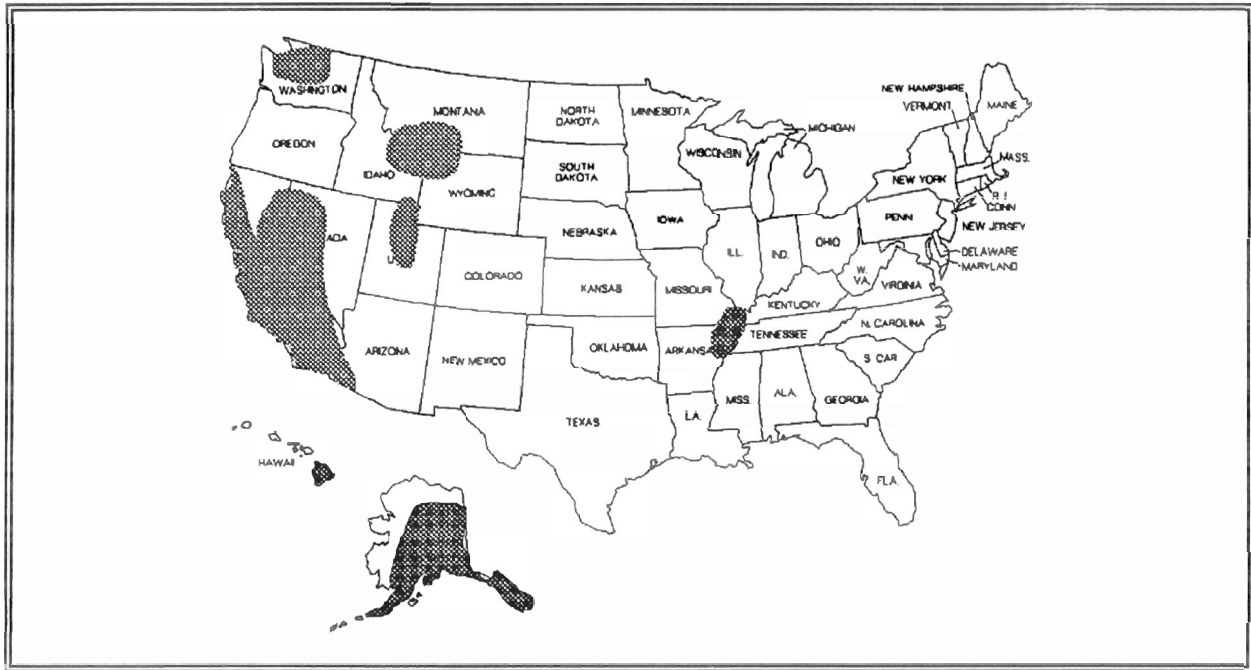 WASHINGTON
MONTANA
NORTH
DAKOTA
MINNESOTA
NEW HAMPSHIRE
VERMONT
MAINE
MICHIGAN
OREGON
IDAHO
WYOMING
SOUTH
DAKOTA
WISCONSIN
NEW YORK
MASS.
R. I.
CONN
NEW JERSEY
DELAWARE
MARYLAND
PENN
IOWA
NEBRASKA
ADA
U
COLORADO
KANSAS
MISSOURI
ILL.
IND.
OHIO
W.
VA.
VIRGINIA
KENTUCKY
TENNESSEE
N. CAROLINA
S. CAR
ARIZONA
NEW MEXICO
OKLAHOMA
ARKANSA
TEXAS
LA.
MISS.
ALA.
GEORGIA
FLA.
HAWAII